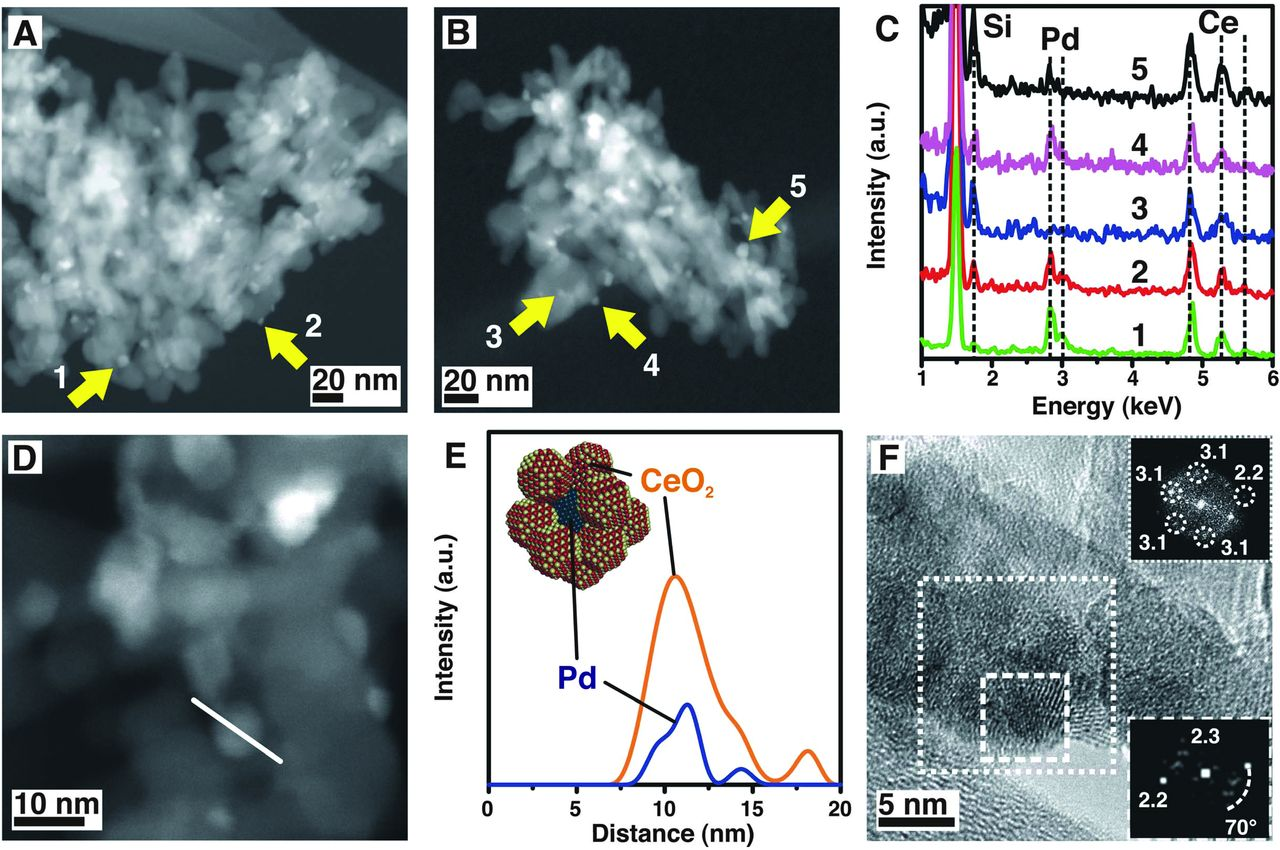 A
1
2
20 nm
B
3
4
5
20 nm
C
Si
Pd
Ce
5
4
3
2
1
Intensity (a.u.)
1 2 3 4 5 6
Energy (keV)
D
10 nm
E
CeO2
Pd
Intensity (a.u.)
0 5 10 15 20
Distance (nm)
F
3.1
3.1
2.2
3.1
3.1
5 nm
2.3
2.2
70°